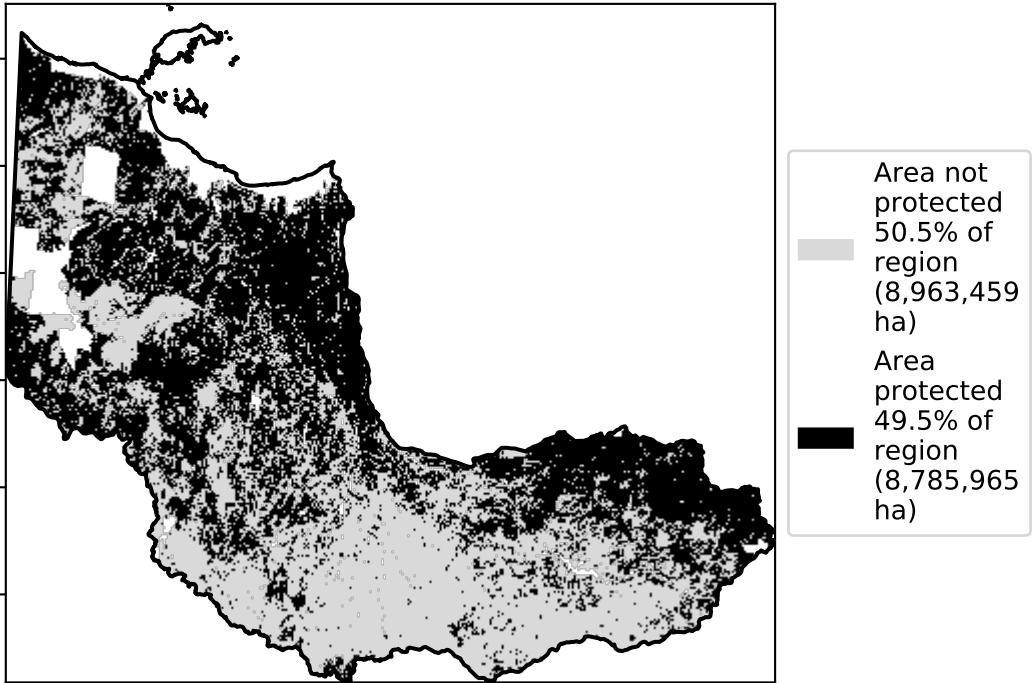 Area not
protected
50.5% of
region
(8,963,459
ha)
Area
protected
49.5% of
region
(8,785,965
ha)